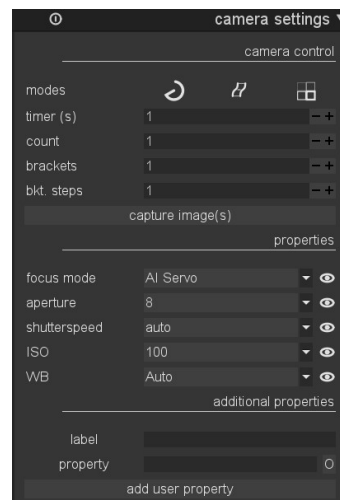 camera settings
camera control
modes
timer (s) 1 - +
count 1 - +
brackets 1 - +
bkt. steps 1 - +
capture image(s)
properties
focus mode AI Servo
aperture 8
shutterspeed auto
ISO 100
WB Auto
additional properties
label
property O
add user property